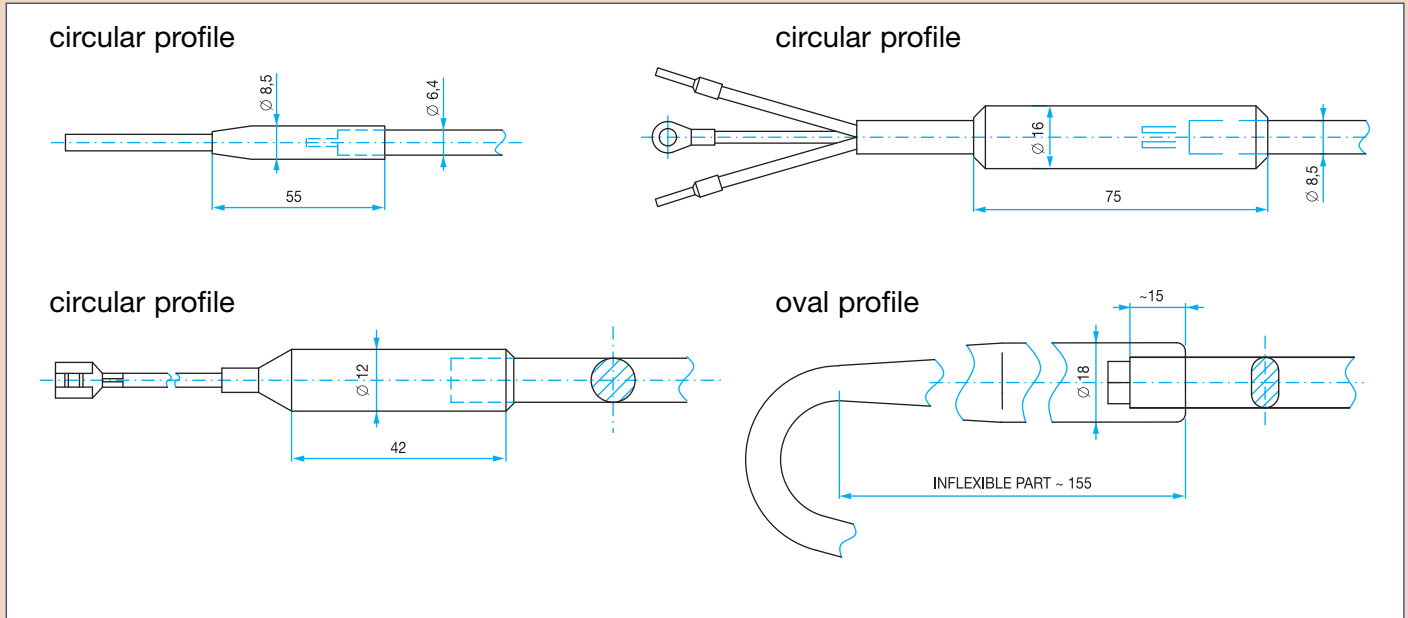 circular profile
Ø 8,5
Ø 6,4
55
circular profile
Ø 16
Ø 8,5
75
circular profile
Ø 12
42
oval profile
~15
Ø 18
INFLEXIBLE PART ~ 155